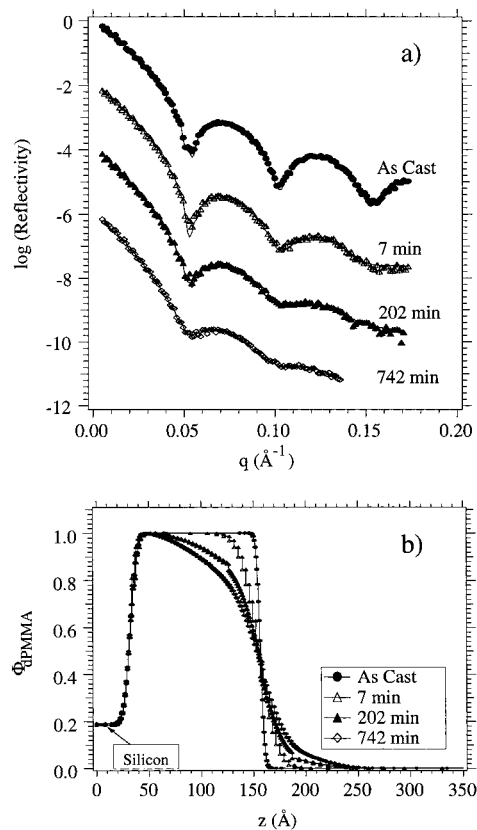 a)
0
-2
-4
-6
-8
-10
-12
log (Reflectivity)
As Cast
7 min
202 min
742 min
0.00 0.05 0.10 0.15 0.20
q (Å⁻¹)
b)
1.0
0.8
0.6
0.4
0.2
0.0
Φ_dPMMA
As Cast
7 min
202 min
742 min
Silicon
0 50 100 150 200 250 300 350
z (Å)